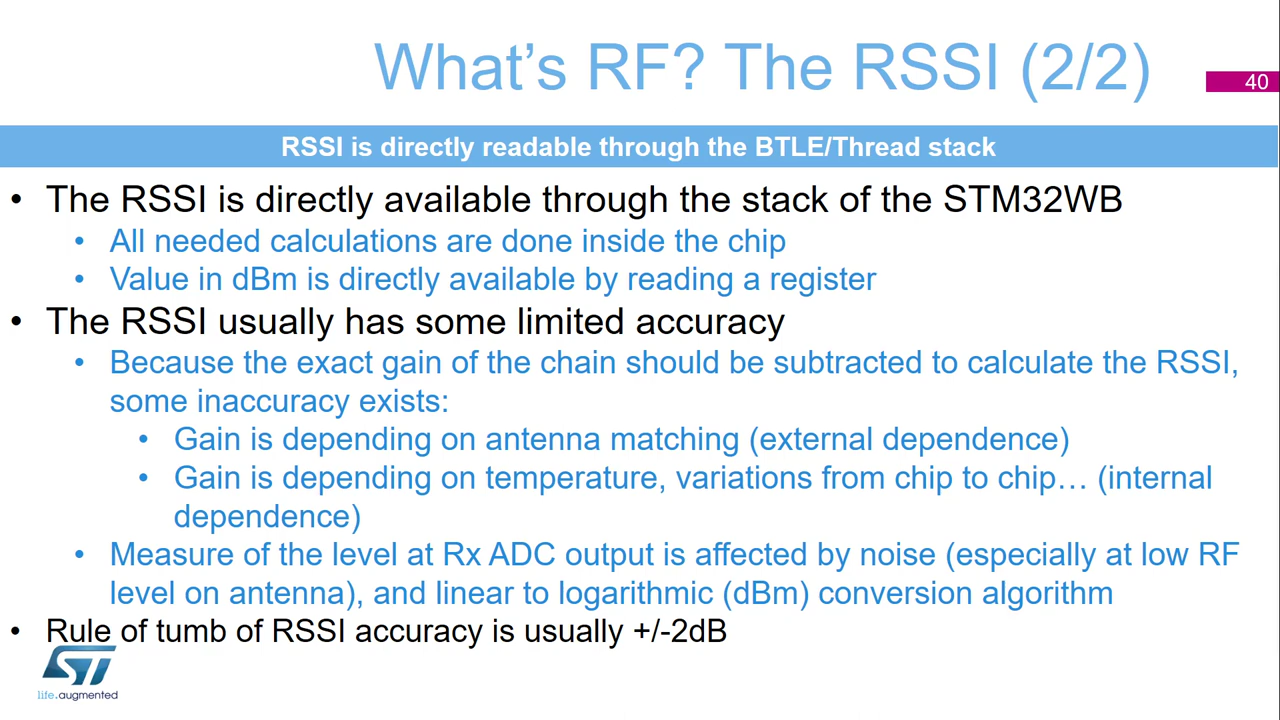 What's RF? The RSSI (2/2)
40
RSSI is directly readable through the BTLE/Thread stack
• The RSSI is directly available through the stack of the STM32WB
• All needed calculations are done inside the chip
• Value in dBm is directly available by reading a register
• The RSSI usually has some limited accuracy
• Because the exact gain of the chain should be subtracted to calculate the RSSI,
some inaccuracy exists:
• Gain is depending on antenna matching (external dependence)
• Gain is depending on temperature, variations from chip to chip… (internal
dependence)
• Measure of the level at Rx ADC output is affected by noise (especially at low RF
level on antenna), and linear to logarithmic (dBm) conversion algorithm
• Rule of tumb of RSSI accuracy is usually +/-2dB
ST
life.augmented